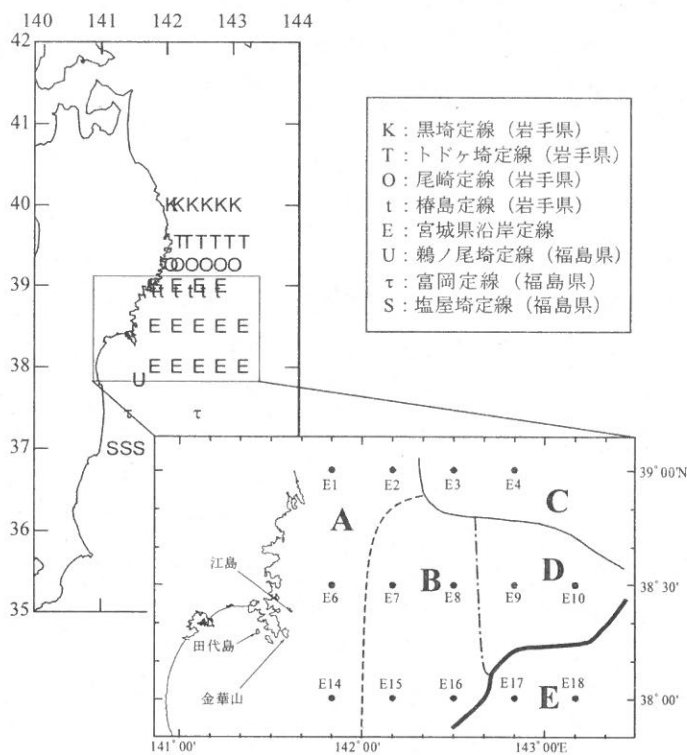 140 141 142 143 144
42
41
40
39
38
37
36
35
KKKKKK
TTTTTT
OOOOOO
E E E E
t t t t t
E E E E E
E E E E E
U
τ τ
SSS
K：黒埼定線（岩手県）
T：トドヶ埼定線（岩手県）
O：尾崎定線（岩手県）
t：椿島定線（岩手県）
E：宮城県沿岸定線
U：鵜ノ尾埼定線（福島県）
τ：富岡定線（福島県）
S：塩屋埼定線（福島県）
E1 E2 E3 E4
39° 00'N
A
C
B
D
江島
E6 E7 E8 E9 E10
38° 30'
田代島
金華山
E14 E15 E16 E17 E18
E
38° 00'
141° 00' 142° 00' 143° 00'E